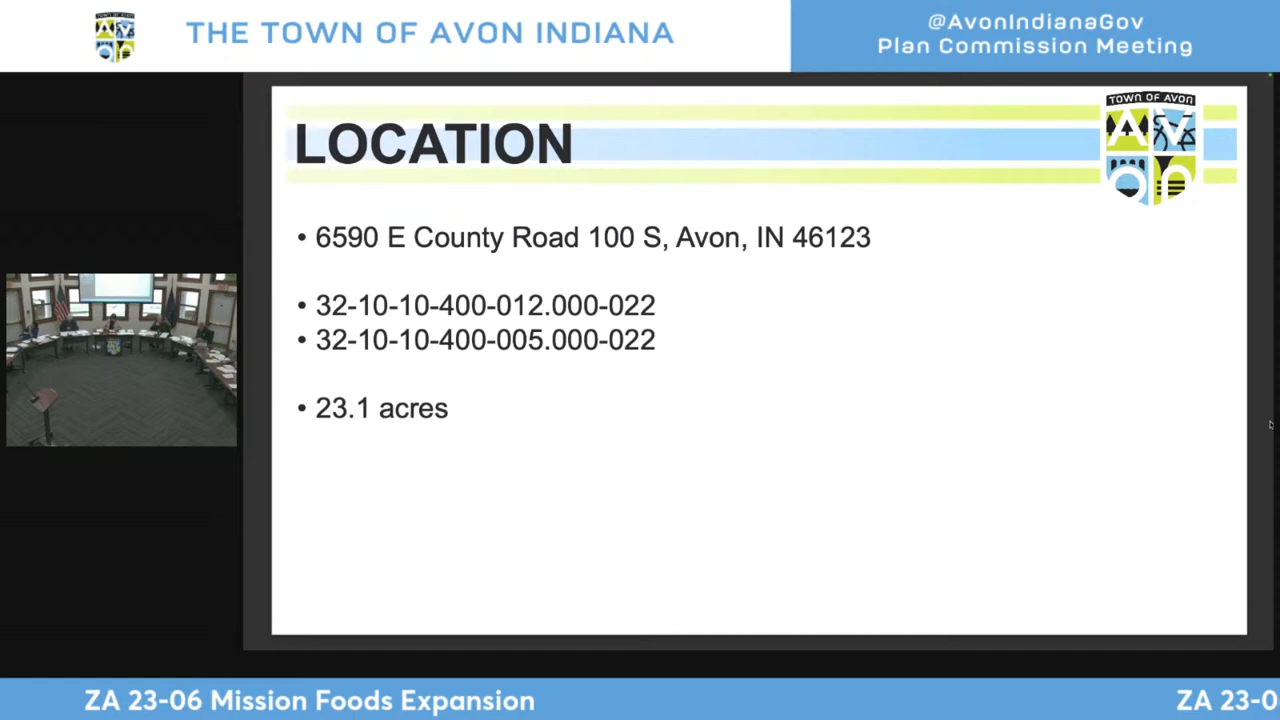 THE TOWN OF AVON INDIANA
@AvonIndianaGov
Plan Commission Meeting
TOWN OF AVON
Avon
LOCATION
• 6590 E County Road 100 S, Avon, IN 46123
• 32-10-10-400-012.000-022
• 32-10-10-400-005.000-022
• 23.1 acres
ZA 23-06 Mission Foods Expansion
ZA 23-0